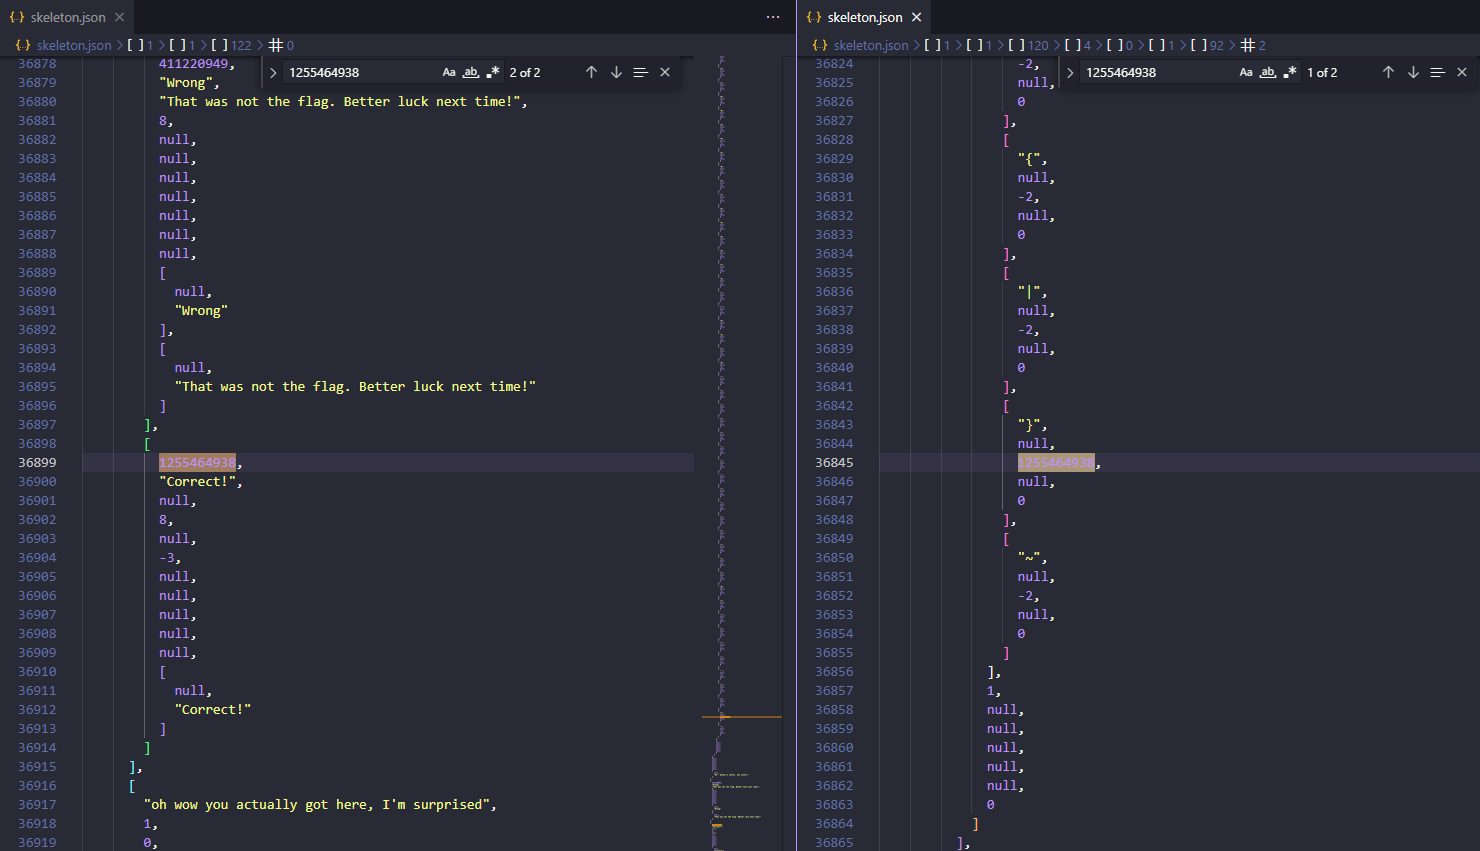 {..} skeleton.json ×
...
{..} skeleton.json > [ ] 1 > [ ] 1 > [ ] 122 > # 0
1255464938 Aa ab .* 2 of 2
36878 411220949,
36879 "Wrong",
36880 "That was not the flag. Better luck next time!",
36881 8,
36882 null,
36883 null,
36884 null,
36885 null,
36886 null,
36887 null,
36888 null,
36889 [
36890 null,
36891 "Wrong"
36892 ],
36893 [
36894 null,
36895 "That was not the flag. Better luck next time!"
36896 ]
36897 ],
36898 [
36899 1255464938,
36900 "Correct!",
36901 null,
36902 8,
36903 null,
36904 -3,
36905 null,
36906 null,
36907 null,
36908 null,
36909 null,
36910 [
36911 null,
36912 "Correct!"
36913 ]
36914 ]
36915 ],
36916 [
36917 "oh wow you actually got here, I'm surprised",
36918 1,
36919 0,
{..} skeleton.json ×
{..} skeleton.json > [ ] 1 > [ ] 1 > [ ] 120 > [ ] 4 > [ ] 0 > [ ] 1 > [ ] 92 > # 2
1255464938 Aa ab .* 1 of 2
36824 -2,
36825 null,
36826 0
36827 ],
36828 [
36829 "{",
36830 null,
36831 -2,
36832 null,
36833 0
36834 ],
36835 [
36836 "|",
36837 null,
36838 -2,
36839 null,
36840 0
36841 ],
36842 [
36843 "}",
36844 null,
36845 1255464938,
36846 null,
36847 0
36848 ],
36849 [
36850 "~",
36851 null,
36852 -2,
36853 null,
36854 0
36855 ]
36856 ],
36857 1,
36858 null,
36859 null,
36860 null,
36861 null,
36862 null,
36863 0
36864 ]
36865 ],